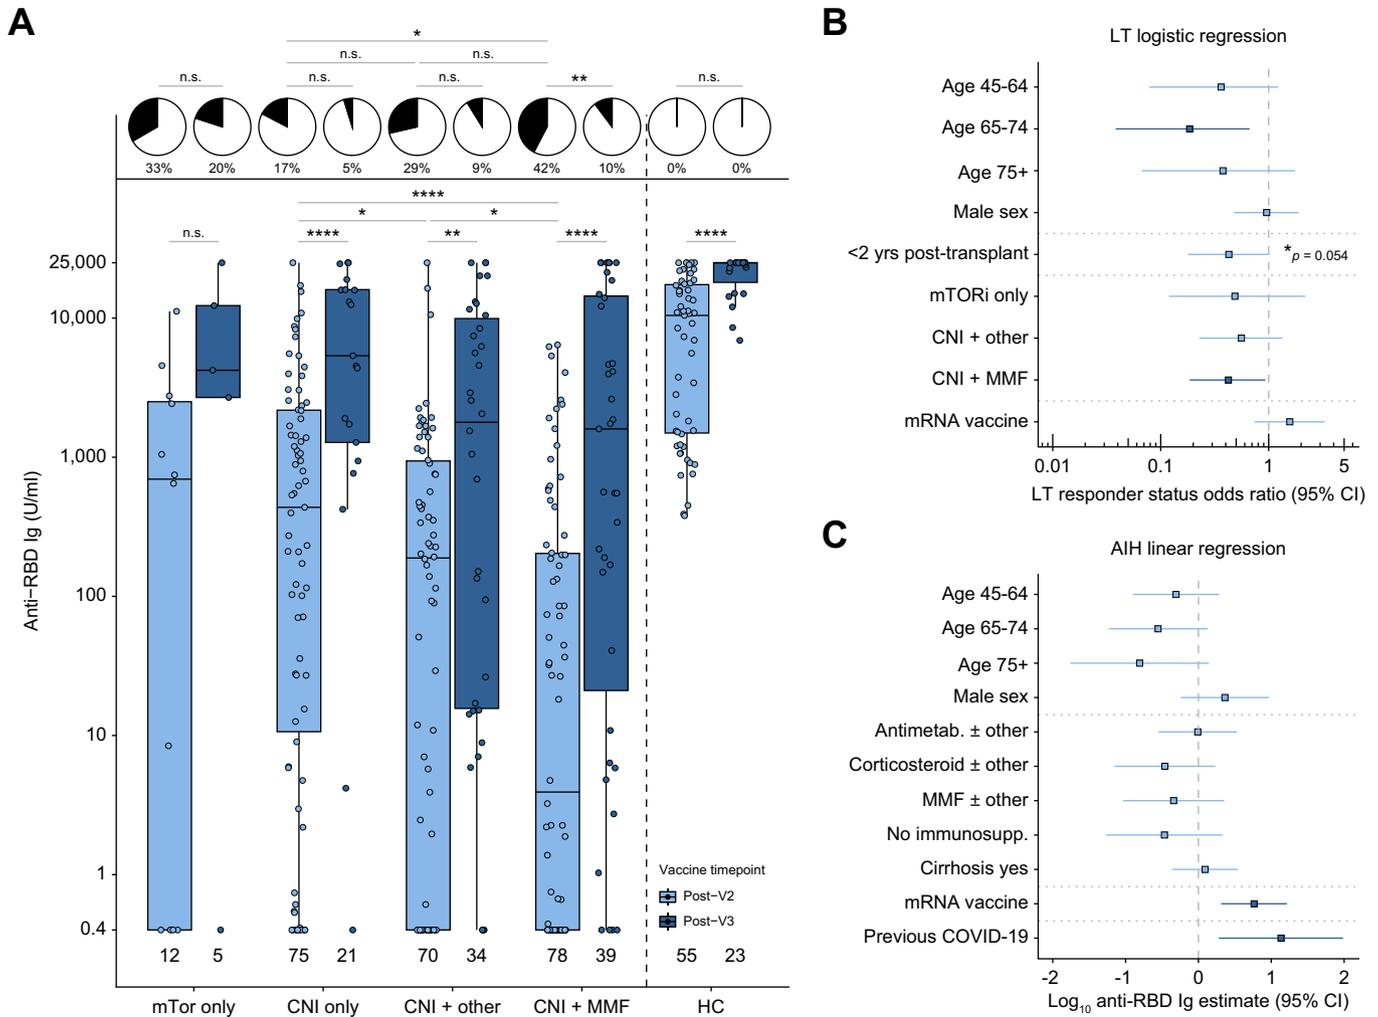 A
*
n.s.
n.s.
n.s.
n.s.
n.s.
**
n.s.
33%
20%
17%
5%
29%
9%
42%
10%
0%
0%
****
*
*
n.s.
****
**
****
****
25,000
10,000
1,000
100
10
1
0.4
Anti−RBD Ig (U/ml)
Vaccine timepoint
Post−V2
Post−V3
12
5
75
21
70
34
78
39
55
23
mTor only
CNI only
CNI + other
CNI + MMF
HC
B
LT logistic regression
Age 45-64
Age 65-74
Age 75+
Male sex
<2 yrs post-transplant
*p = 0.054
mTORi only
CNI + other
CNI + MMF
mRNA vaccine
0.01
0.1
1
5
LT responder status odds ratio (95% CI)
C
AIH linear regression
Age 45-64
Age 65-74
Age 75+
Male sex
Antimetab. ± other
Corticosteroid ± other
MMF ± other
No immunosupp.
Cirrhosis yes
mRNA vaccine
Previous COVID-19
-2
-1
0
1
2
Log10 anti-RBD Ig estimate (95% CI)